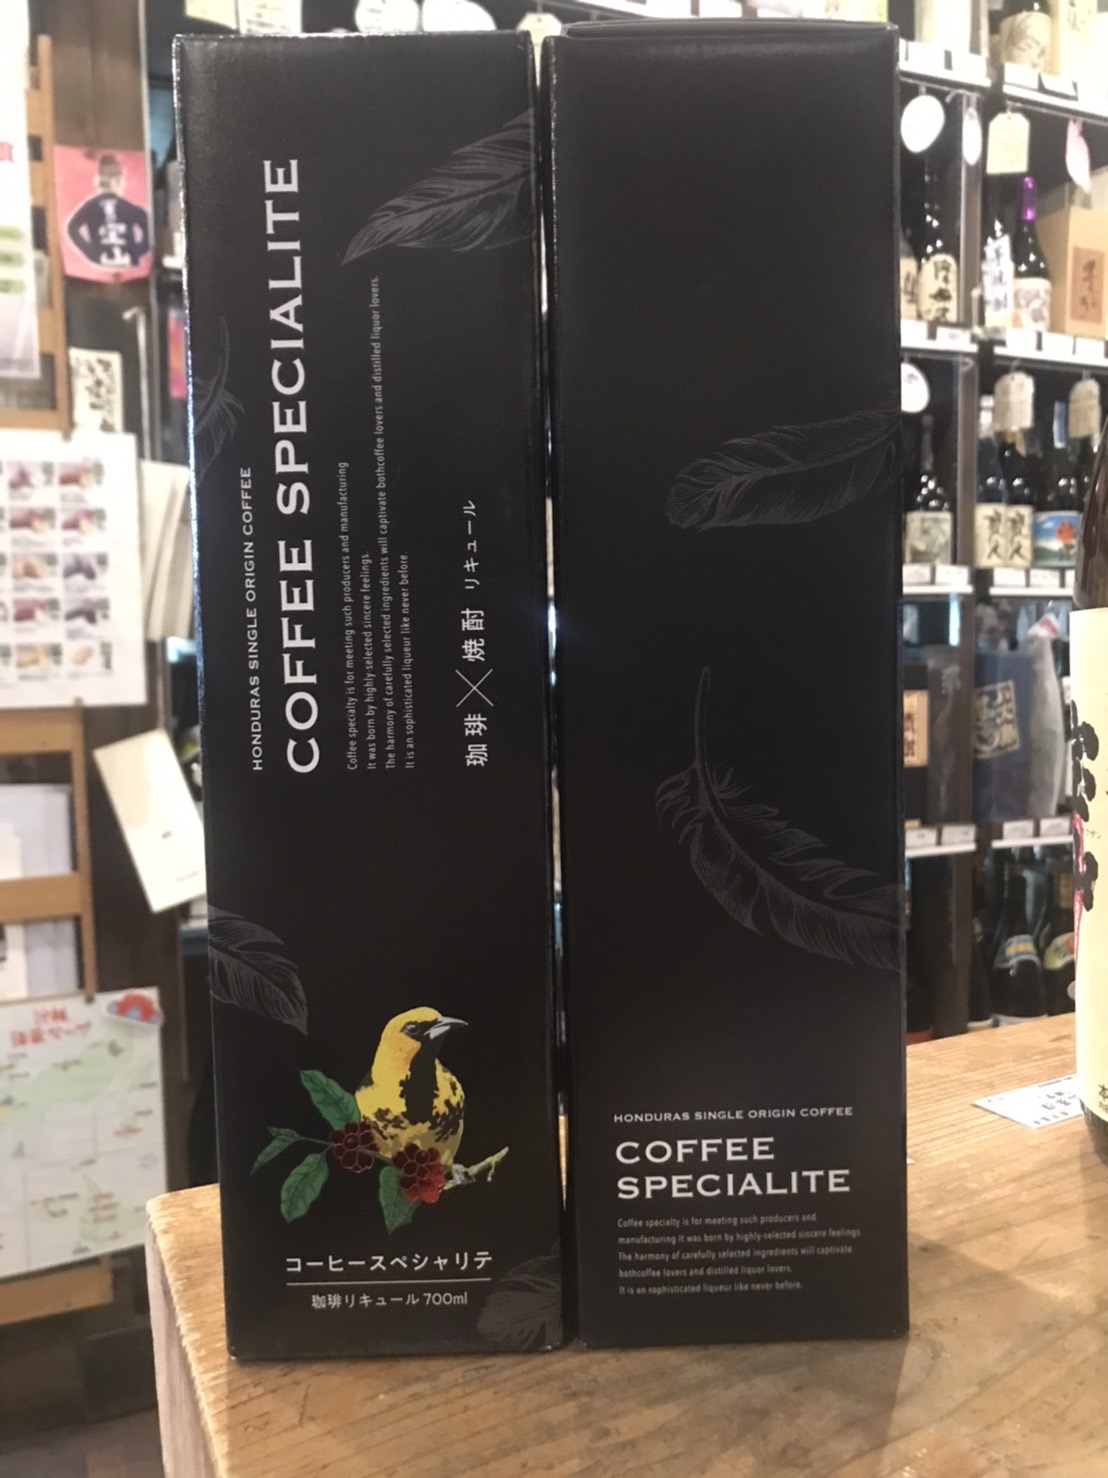 HONDURAS SINGLE ORIGIN COFFEE
COFFEE SPECIALITE
Coffee specialty is for meeting such producers and manufacturing
It was born by highly-selected sincere feelings.
The harmony of carefully selected ingredients will captivate bothcoffee lovers and distilled liquor lovers.
It is an sophisticated liqueur like never before.
珈琲×焼酎 リキュール
コーヒースペシャリテ
珈琲リキュール 700ml
HONDURAS SINGLE ORIGIN COFFEE
COFFEE
SPECIALITE
Coffee specialty is for meeting such producers and
manufacturing It was born by highly-selected sincere feelings.
The harmony of carefully selected ingredients will captivate
bothcoffee lovers and distilled liquor lovers.
It is an sophisticated liqueur like never before.